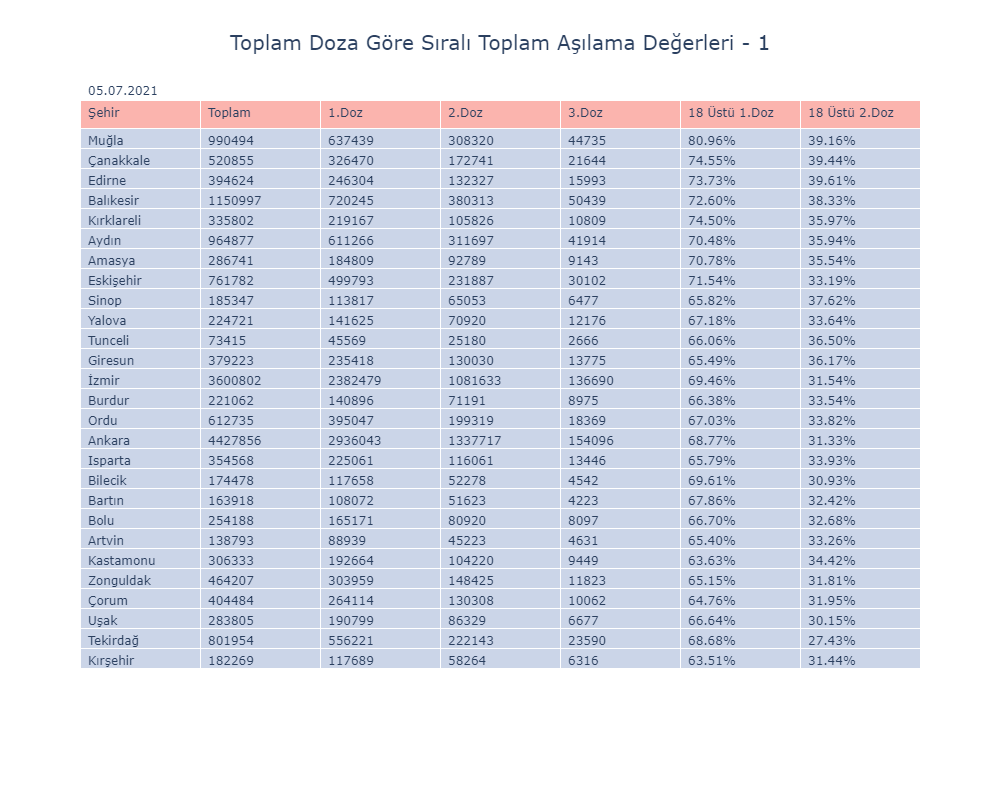 Toplam Doza Göre Sıralı Toplam Aşılama Değerleri - 1
05.07.2021
Şehir Toplam 1.Doz 2.Doz 3.Doz 18 Üstü 1.Doz 18 Üstü 2.Doz
Muğla 990494 637439 308320 44735 80.96% 39.16%
Çanakkale 520855 326470 172741 21644 74.55% 39.44%
Edirne 394624 246304 132327 15993 73.73% 39.61%
Balıkesir 1150997 720245 380313 50439 72.60% 38.33%
Kırklareli 335802 219167 105826 10809 74.50% 35.97%
Aydın 964877 611266 311697 41914 70.48% 35.94%
Amasya 286741 184809 92789 9143 70.78% 35.54%
Eskişehir 761782 499793 231887 30102 71.54% 33.19%
Sinop 185347 113817 65053 6477 65.82% 37.62%
Yalova 224721 141625 70920 12176 67.18% 33.64%
Tunceli 73415 45569 25180 2666 66.06% 36.50%
Giresun 379223 235418 130030 13775 65.49% 36.17%
İzmir 3600802 2382479 1081633 136690 69.46% 31.54%
Burdur 221062 140896 71191 8975 66.38% 33.54%
Ordu 612735 395047 199319 18369 67.03% 33.82%
Ankara 4427856 2936043 1337717 154096 68.77% 31.33%
Isparta 354568 225061 116061 13446 65.79% 33.93%
Bilecik 174478 117658 52278 4542 69.61% 30.93%
Bartın 163918 108072 51623 4223 67.86% 32.42%
Bolu 254188 165171 80920 8097 66.70% 32.68%
Artvin 138793 88939 45223 4631 65.40% 33.26%
Kastamonu 306333 192664 104220 9449 63.63% 34.42%
Zonguldak 464207 303959 148425 11823 65.15% 31.81%
Çorum 404484 264114 130308 10062 64.76% 31.95%
Uşak 283805 190799 86329 6677 66.64% 30.15%
Tekirdağ 801954 556221 222143 23590 68.68% 27.43%
Kırşehir 182269 117689 58264 6316 63.51% 31.44%